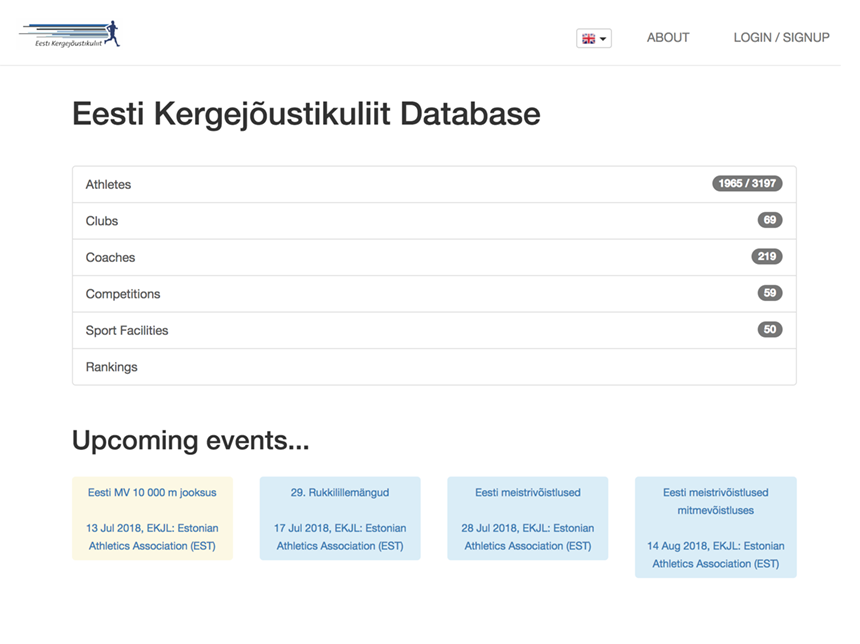 Eesti Kergejõustikuliit
ABOUT
LOGIN / SIGNUP
Eesti Kergejõustikuliit Database
Athletes 1965 / 3197
Clubs 69
Coaches 219
Competitions 59
Sport Facilities 50
Rankings
Upcoming events...
Eesti MV 10 000 m jooksus
13 Jul 2018, EKJL: Estonian
Athletics Association (EST)
29. Rukkilillemängud
17 Jul 2018, EKJL: Estonian
Athletics Association (EST)
Eesti meistrivõistlused
28 Jul 2018, EKJL: Estonian
Athletics Association (EST)
Eesti meistrivõistlused
mitmevõistluses
14 Aug 2018, EKJL: Estonian
Athletics Association (EST)